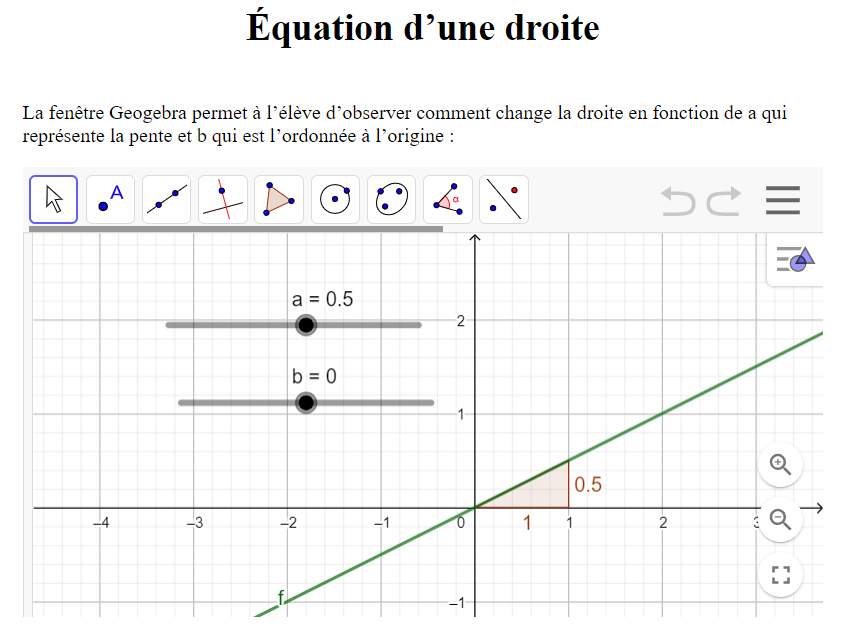 Équation d’une droite
La fenêtre Geogebra permet à l’élève d’observer comment change la droite en fonction de a qui
représente la pente et b qui est l’ordonnée à l’origine :
A
α
a = 0.5
2
b = 0
1
0.5
–4
–3
–2
–1
0
1
1
2
3
f
–1